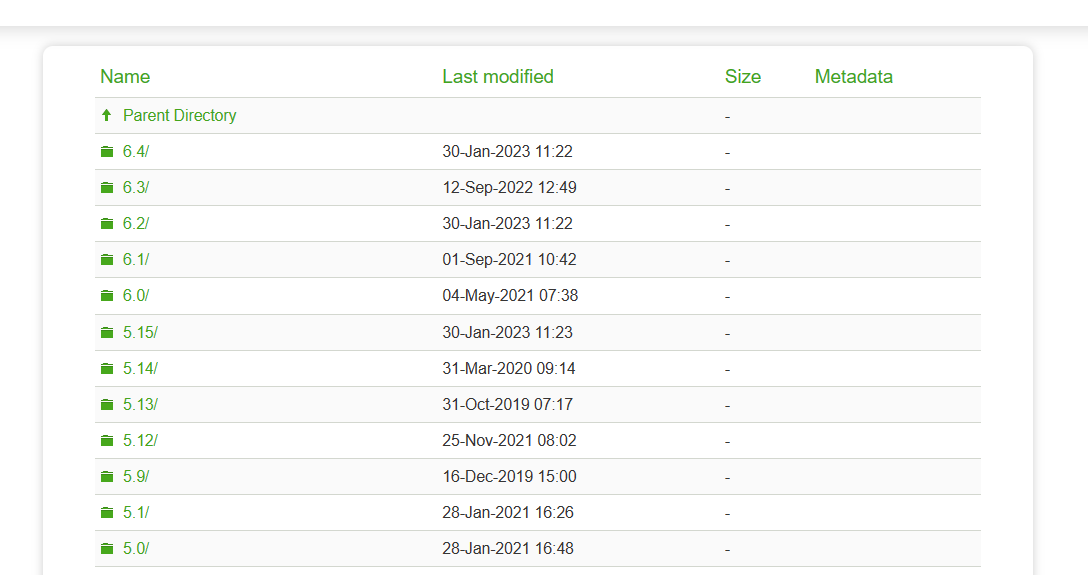 Name Last modified Size Metadata
Parent Directory -
6.4/ 30-Jan-2023 11:22 -
6.3/ 12-Sep-2022 12:49 -
6.2/ 30-Jan-2023 11:22 -
6.1/ 01-Sep-2021 10:42 -
6.0/ 04-May-2021 07:38 -
5.15/ 30-Jan-2023 11:23 -
5.14/ 31-Mar-2020 09:14 -
5.13/ 31-Oct-2019 07:17 -
5.12/ 25-Nov-2021 08:02 -
5.9/ 16-Dec-2019 15:00 -
5.1/ 28-Jan-2021 16:26 -
5.0/ 28-Jan-2021 16:48 -